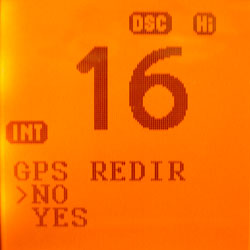 DSC Hi
16
INT
GPS REDIR
>NO
YES